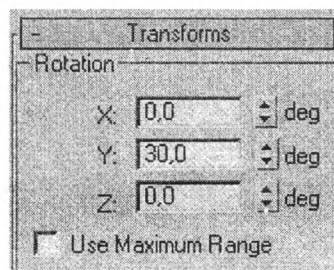 - Transforms
Rotation
X: 0,0 deg
Y: 30,0 deg
Z: 0,0 deg
Use Maximum Range